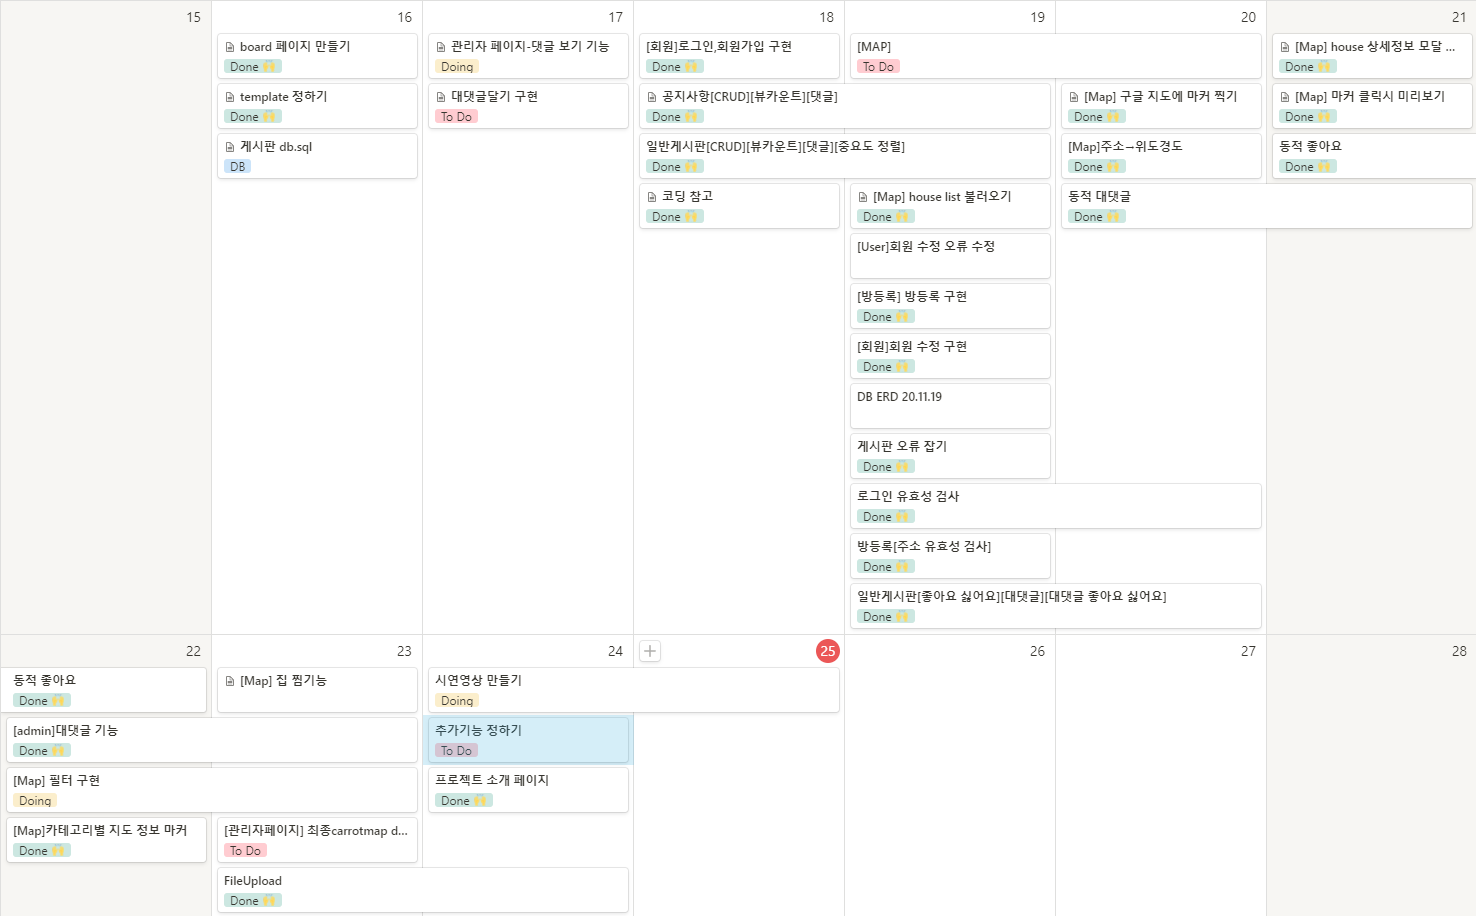 15
16
17
18
19
20
21
board 페이지 만들기
Done 🙌
template 정하기
Done 🙌
게시판 db.sql
DB
관리자 페이지-댓글 보기 기능
Doing
대댓글달기 구현
To Do
[회원]로그인,회원가입 구현
Done 🙌
공지사항[CRUD][뷰카운트][댓글]
Done 🙌
일반게시판[CRUD][뷰카운트][댓글][중요도 정렬]
Done 🙌
코딩 참고
Done 🙌
[MAP]
To Do
[Map] house list 불러오기
Done 🙌
[User]회원 수정 오류 수정
[방등록] 방등록 구현
Done 🙌
[회원]회원 수정 구현
Done 🙌
DB ERD 20.11.19
게시판 오류 잡기
Done 🙌
로그인 유효성 검사
Done 🙌
방등록[주소 유효성 검사]
Done 🙌
일반게시판[좋아요 싫어요][대댓글][대댓글 좋아요 싫어요]
Done 🙌
[Map] 구글 지도에 마커 찍기
Done 🙌
[Map]주소→위도경도
Done 🙌
동적 대댓글
Done 🙌
[Map] house 상세정보 모달 ...
Done 🙌
[Map] 마커 클릭시 미리보기
Done 🙌
동적 좋아요
Done 🙌
22
23
24
25
26
27
28
동적 좋아요
Done 🙌
[admin]대댓글 기능
Done 🙌
[Map] 필터 구현
Doing
[Map]카테고리별 지도 정보 마커
Done 🙌
[Map] 집 찜기능
[관리자페이지] 최종carrotmap d...
To Do
FileUpload
Done 🙌
시연영상 만들기
Doing
추가기능 정하기
To Do
프로젝트 소개 페이지
Done 🙌